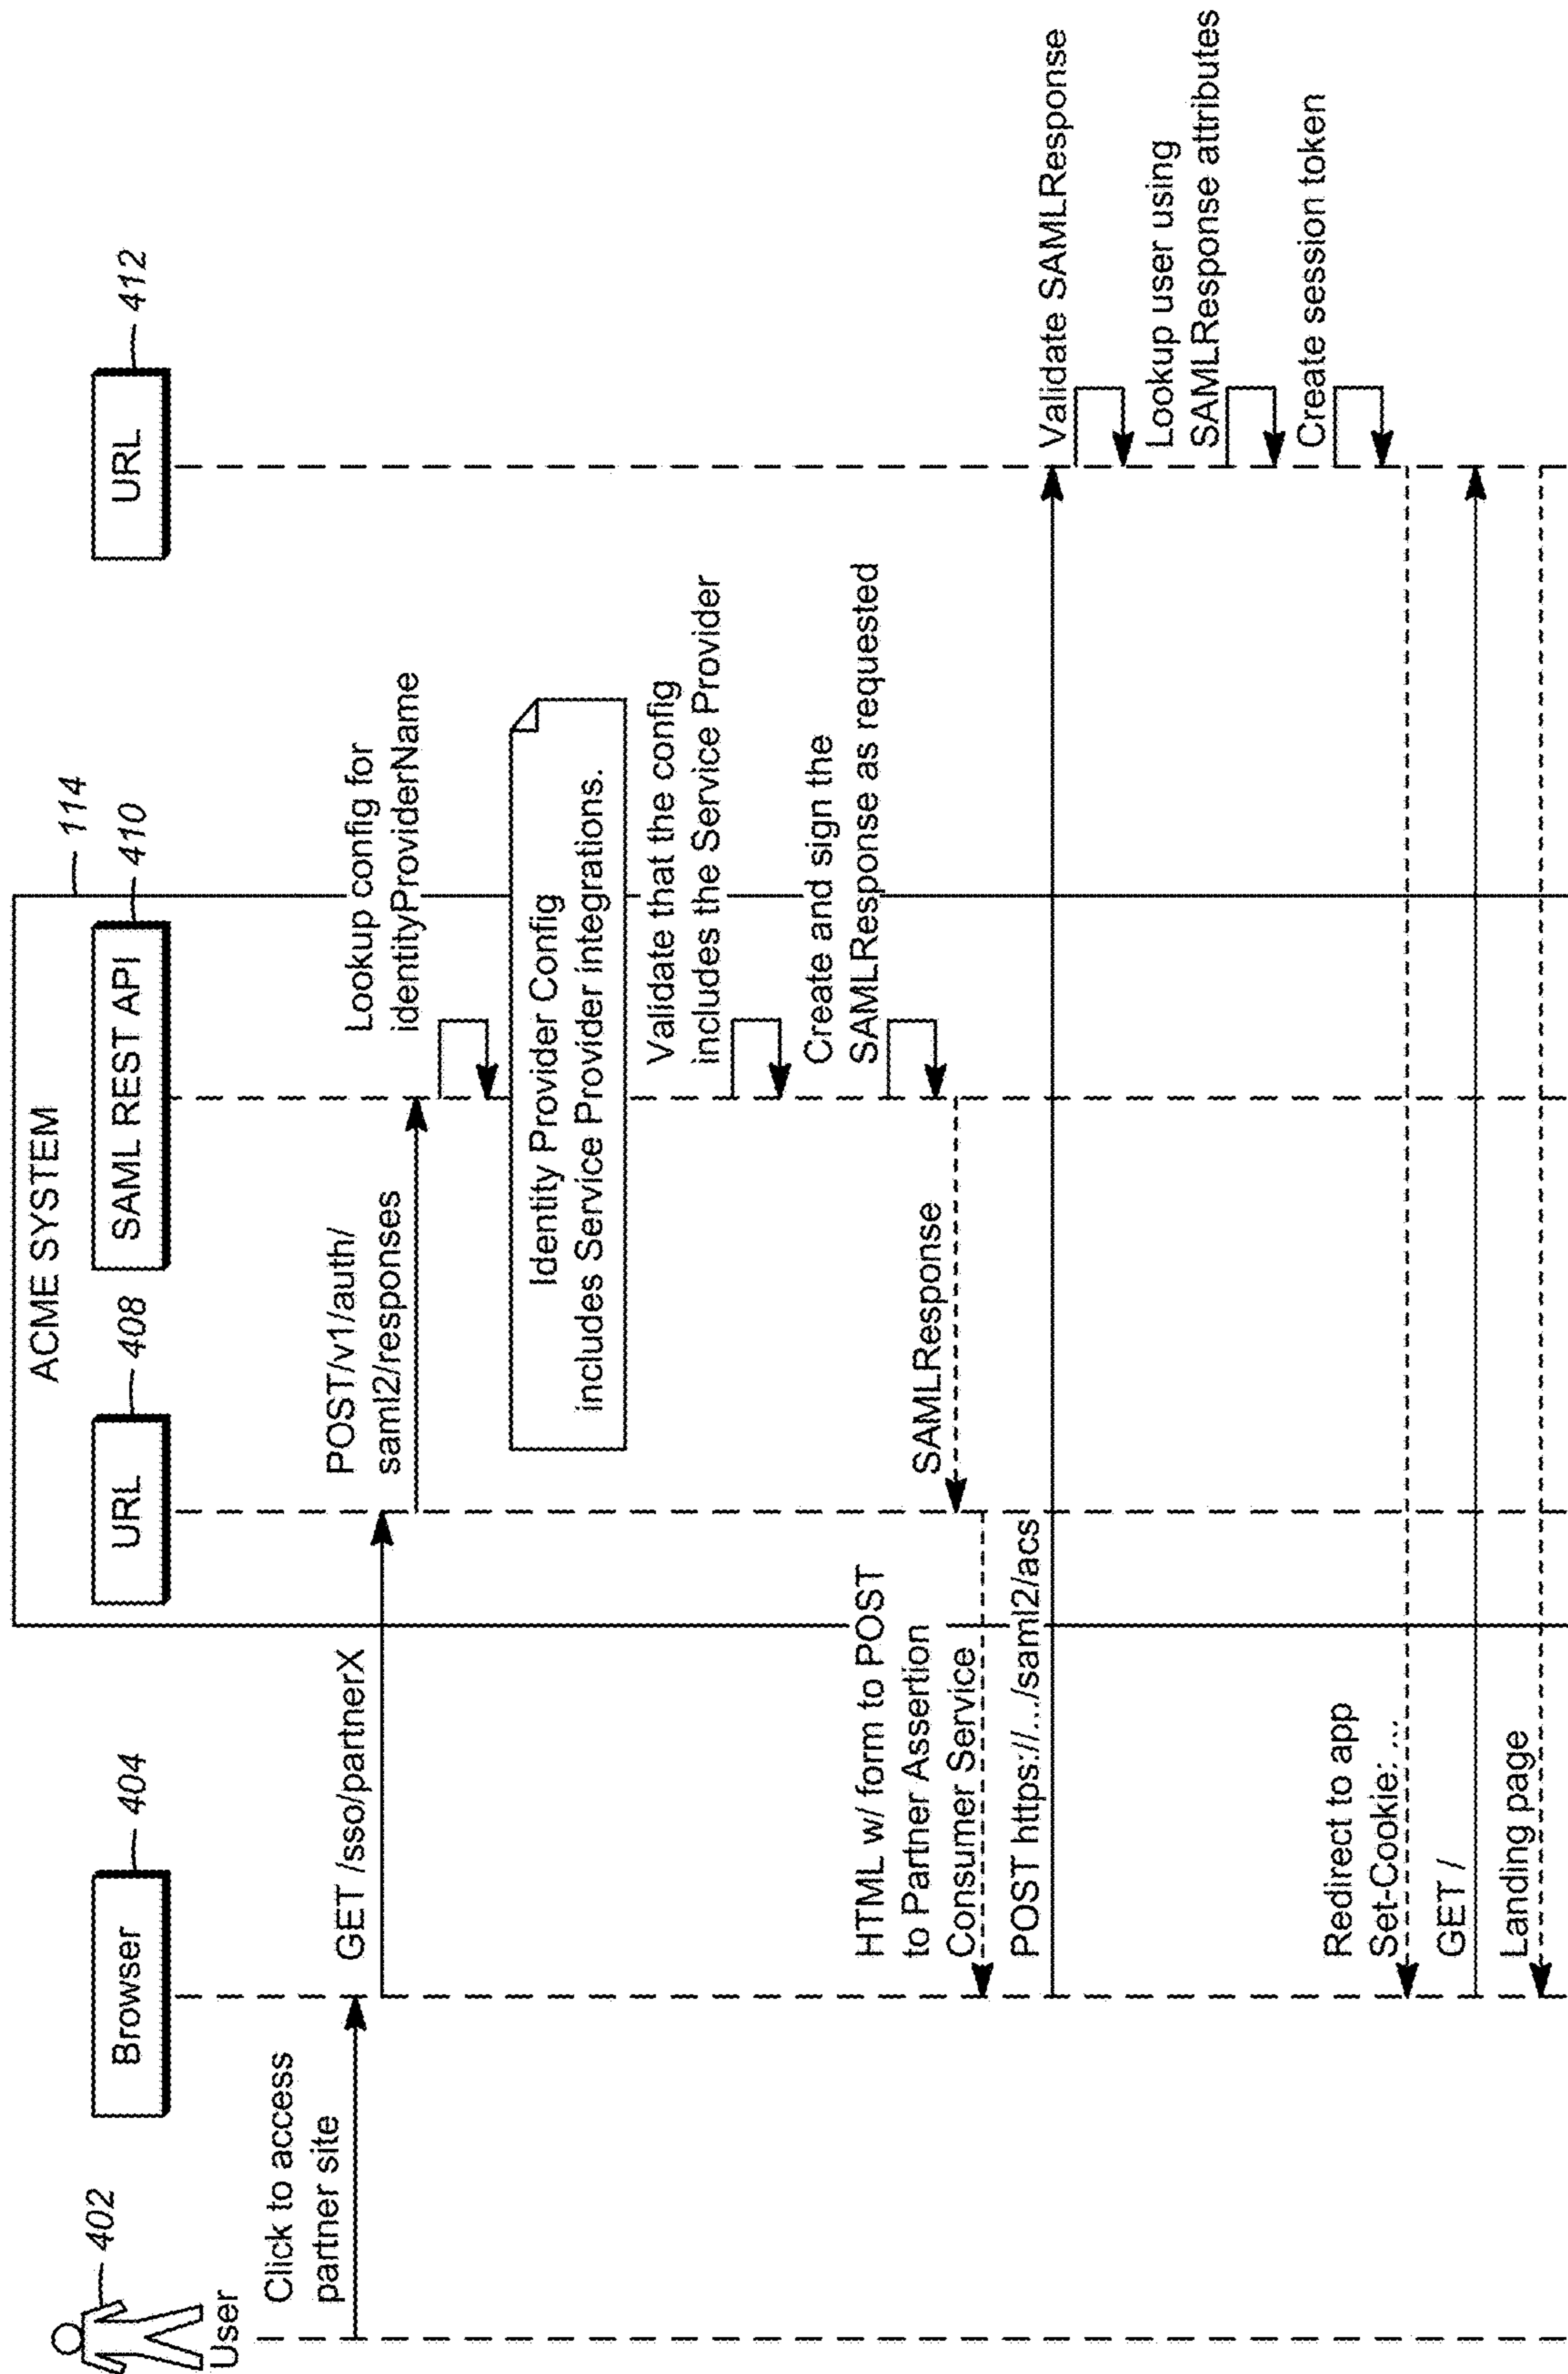 ACME SYSTEM
114
User
402
Browser
404
URL
408
SAML REST API
410
URL
412
Click to access
partner site
GET /sso/partnerX
POST/v1/auth/
saml2/responses
Lookup config for
identityProviderName
Identity Provider Config
includes Service Provider integrations.
Validate that the config
includes the Service Provider
Create and sign the
SAMLResponse as requested
SAMLResponse
HTML w/ form to POST
to Partner Assertion
Consumer Service
POST https://.../saml2/acs
Validate SAMLResponse
Lookup user using
SAMLResponse attributes
Create session token
Redirect to app
Set-Cookie: ...
GET /
Landing page